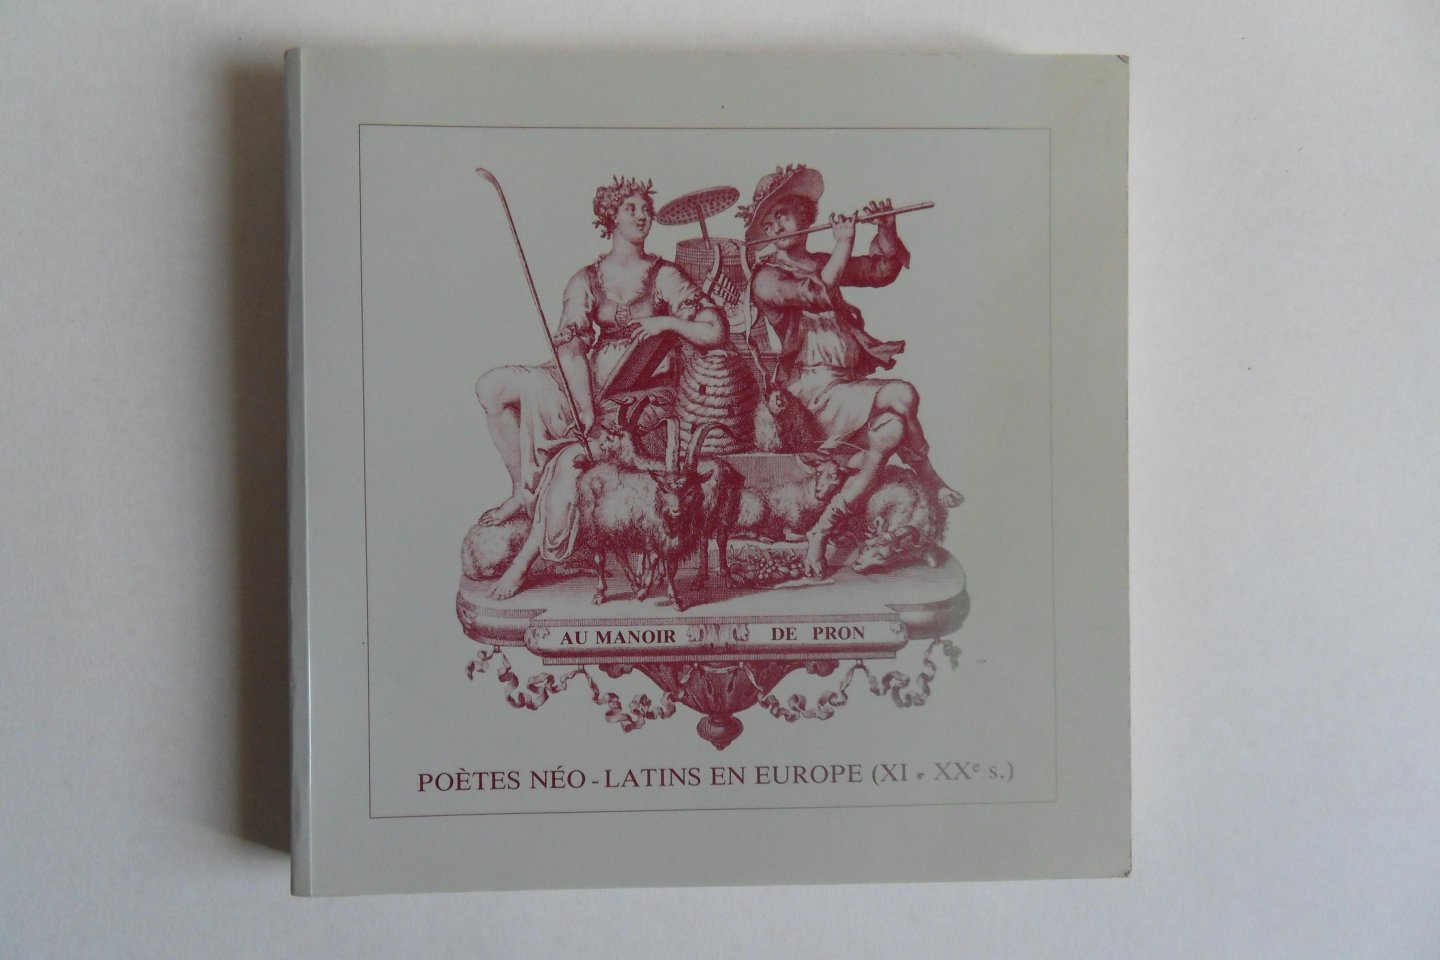 AU MANOIR DE PRON
POÈTES NÉO-LATINS EN EUROPE (XI - XXe s.)